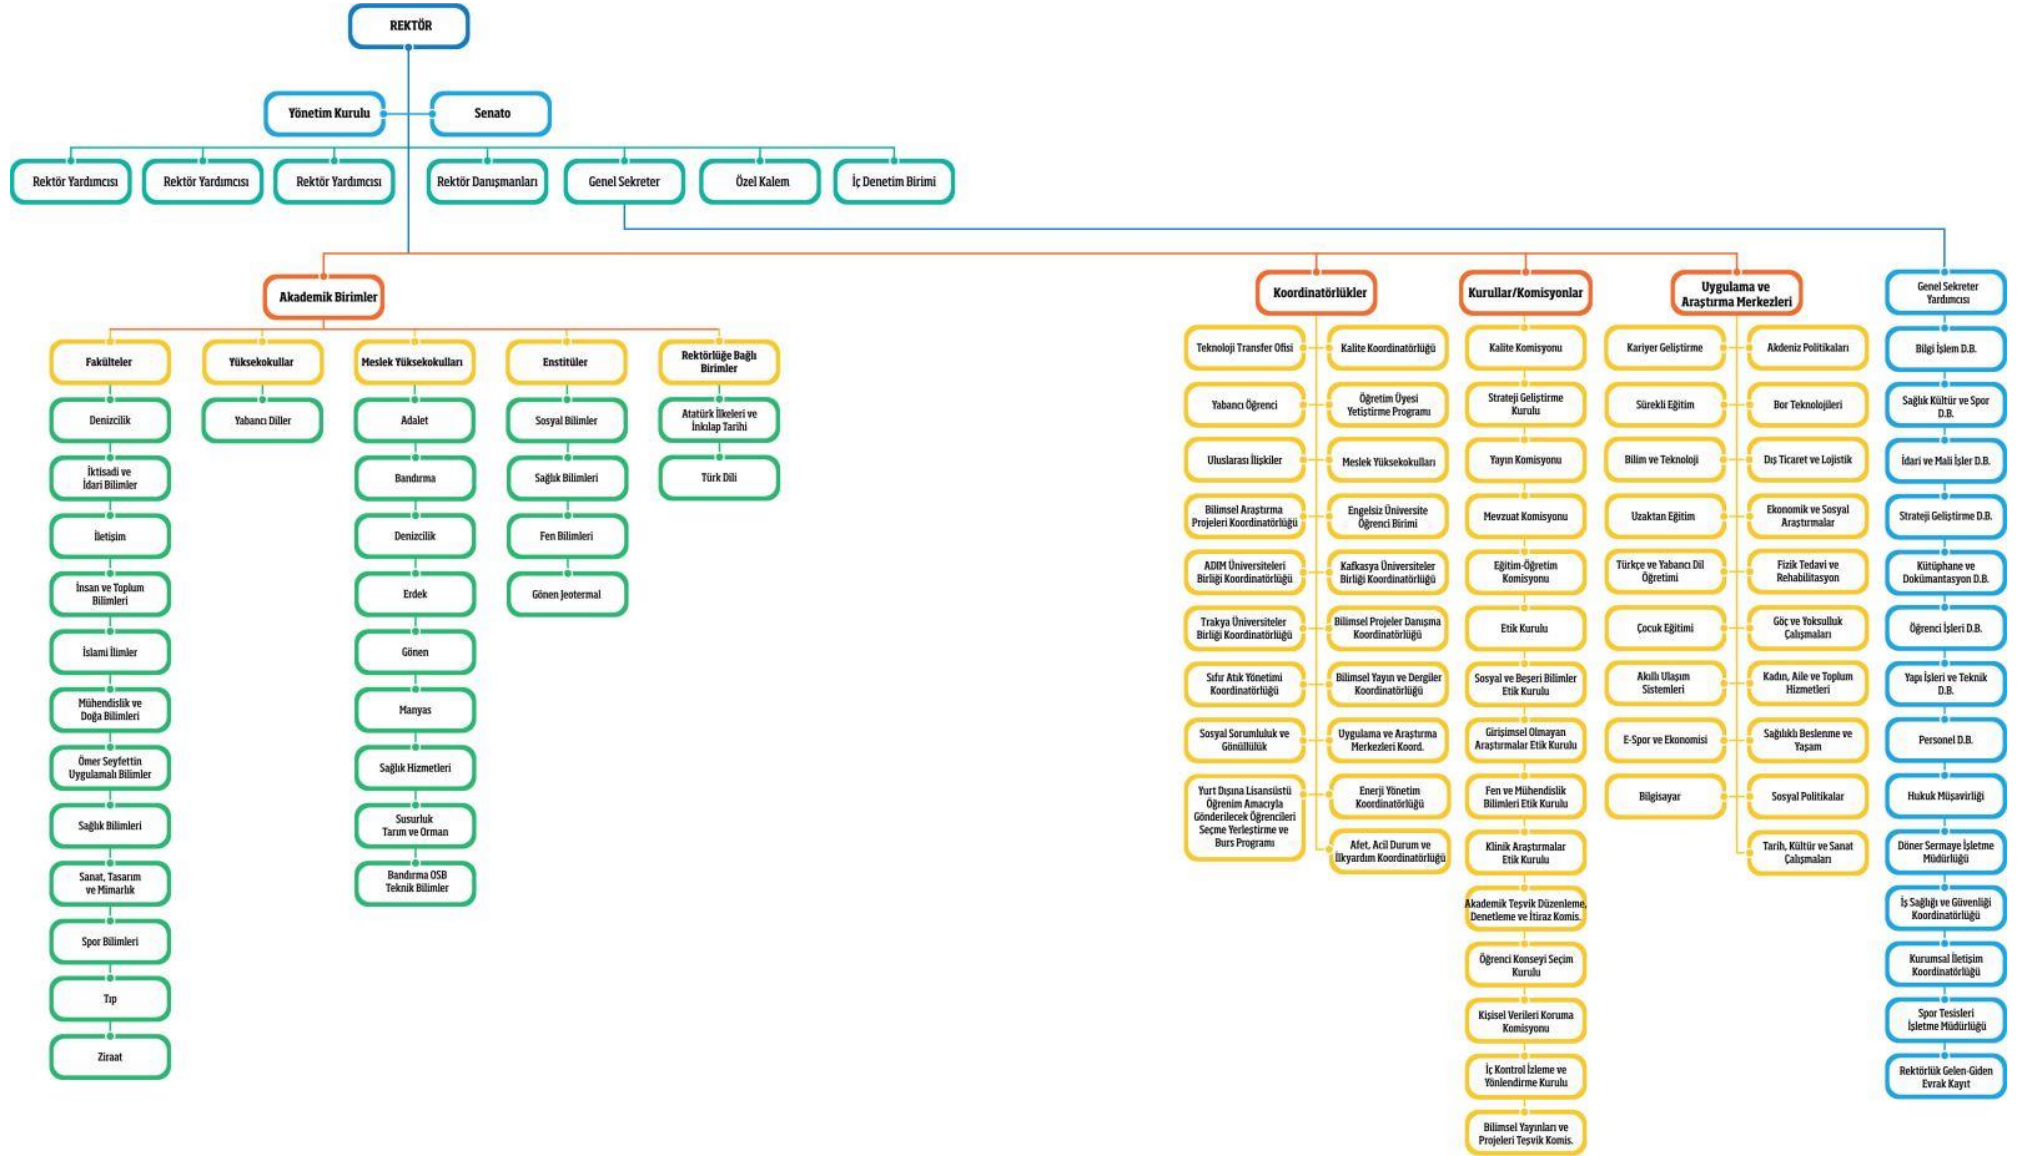 REKTÖR
Yönetim Kurulu
Senato
Rektör Yardımcısı
Rektör Yardımcısı
Rektör Yardımcısı
Rektör Danışmanları
Genel Sekreter
Özel Kalem
İç Denetim Birimi
Akademik Birimler
Fakülteler
Denizcilik
İktisadi ve
İdari Bilimler
İletişim
İnsan ve Toplum
Bilimleri
İslami İlimler
Mühendislik ve
Doğa Bilimleri
Ömer Seyfettin
Uygulamalı Bilimler
Sağlık Bilimleri
Sanat, Tasarım
ve Mimarlık
Spor Bilimleri
Tıp
Ziraat
Yüksekokullar
Yabancı Diller
Meslek Yüksekokulları
Adalet
Bandırma
Denizcilik
Erdek
Gönen
Manyas
Sağlık Hizmetleri
Susurluk
Tarım ve Orman
Bandırma OSB
Teknik Bilimler
Enstitüler
Sosyal Bilimler
Sağlık Bilimleri
Fen Bilimleri
Gönen Jeotermal
Rektörlüğe Bağlı
Birimler
Atatürk İlkeleri ve
İnkılap Tarihi
Türk Dili
Koordinatörlükler
Teknoloji Transfer Ofisi
Kalite Koordinatörlüğü
Yabancı Öğrenci
Öğretim Üyesi
Yetiştirme Programı
Uluslarası İlişkiler
Meslek Yüksekokulları
Bilimsel Araştırma
Projeleri Koordinatörlüğü
Engelsiz Üniversite
Öğrenci Birimi
ADIM Üniversiteleri
Birliği Koordinatörlüğü
Kafkasya Üniversiteler
Birliği Koordinatörlüğü
Trakya Üniversiteler
Birliği Koordinatörlüğü
Bilimsel Projeler Danışma
Koordinatörlüğü
Sıfır Atık Yönetimi
Koordinatörlüğü
Bilimsel Yayın ve Dergiler
Koordinatörlüğü
Sosyal Sorumluluk ve
Gönüllülük
Uygulama ve Araştırma
Merkezleri Koord.
Yurt Dışına Lisansüstü
Öğrenim Amacıyla
Gönderilecek Öğrencileri
Seçme Yerleştirme ve
Burs Programı
Enerji Yönetim
Koordinatörlüğü
Afet, Acil Durum ve
İlkyardım Koordinatörlüğü
Kurullar/Komisyonlar
Kalite Komisyonu
Strateji Geliştirme
Kurulu
Yayın Komisyonu
Mevzuat Komisyonu
Eğitim-Öğretim
Komisyonu
Etik Kurulu
Sosyal ve Beşeri Bilimler
Etik Kurulu
Girişimsel Olmayan
Araştırmalar Etik Kurulu
Fen ve Mühendislik
Bilimleri Etik Kurulu
Klinik Araştırmalar
Etik Kurulu
Akademik Teşvik Düzenleme,
Denetleme ve İtiraz Komis.
Öğrenci Konseyi Seçim
Kurulu
Kişisel Verileri Koruma
Komisyonu
İç Kontrol İzleme ve
Yönlendirme Kurulu
Bilimsel Yayınları ve
Projeleri Teşvik Komis.
Uygulama ve
Araştırma Merkezleri
Kariyer Geliştirme
Akdeniz Politikaları
Sürekli Eğitim
Bor Teknolojileri
Bilim ve Teknoloji
Dış Ticaret ve Lojistik
Uzaktan Eğitim
Ekonomik ve Sosyal
Araştırmalar
Türkçe ve Yabancı Dil
Öğretimi
Fizik Tedavi ve
Rehabilitasyon
Çocuk Eğitimi
Göç ve Yoksulluk
Çalışmaları
Akıllı Ulaşım
Sistemleri
Kadın, Aile ve Toplum
Hizmetleri
E-Spor ve Ekonomisi
Sağılıklı Beslenme ve
Yaşam
Bilgisayar
Sosyal Politikalar
Tarih, Kültür ve Sanat
Çalışmaları
Genel Sekreter
Yardımcısı
Bilgi İşlem D.B.
Sağlık Kültür ve Spor
D.B.
İdari ve Mali İşler D.B.
Strateji Geliştirme D.B.
Kütüphane ve
Dokümantasyon D.B.
Öğrenci İşleri D.B.
Yapı İşleri ve Teknik
D.B.
Personel D.B.
Hukuk Müşavirliği
Döner Sermaye İşletme
Müdürlüğü
İş Sağlığı ve Güvenliği
Koordinatörlüğü
Kurumsal İletişim
Koordinatörlüğü
Spor Tesisleri
İşletme Müdürlüğü
Rektörlük Gelen-Giden
Evrak Kayıt